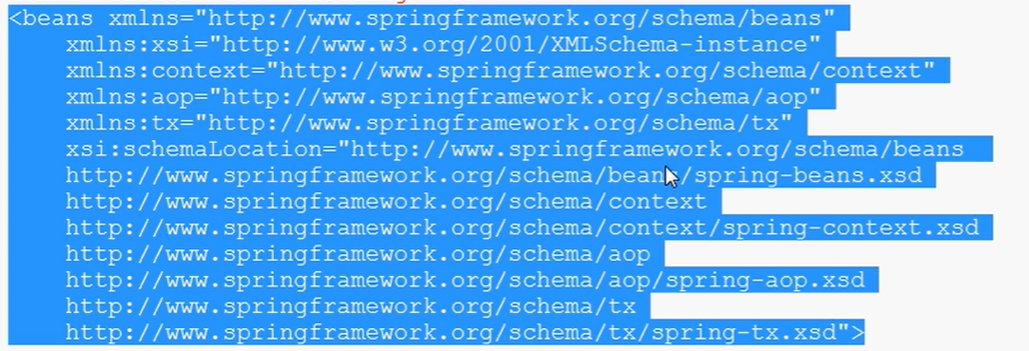 <beans xmlns="http://www.springframework.org/schema/beans"
xmlns:xsi="http://www.w3.org/2001/XMLSchema-instance"
xmlns:context="http://www.springframework.org/schema/context"
xmlns:aop="http://www.springframework.org/schema/aop"
xmlns:tx="http://www.springframework.org/schema/tx"
xsi:schemaLocation="http://www.springframework.org/schema/beans
http://www.springframework.org/schema/beans/spring-beans.xsd
http://www.springframework.org/schema/context
http://www.springframework.org/schema/context/spring-context.xsd
http://www.springframework.org/schema/aop
http://www.springframework.org/schema/aop/spring-aop.xsd
http://www.springframework.org/schema/tx
http://www.springframework.org/schema/tx/spring-tx.xsd">